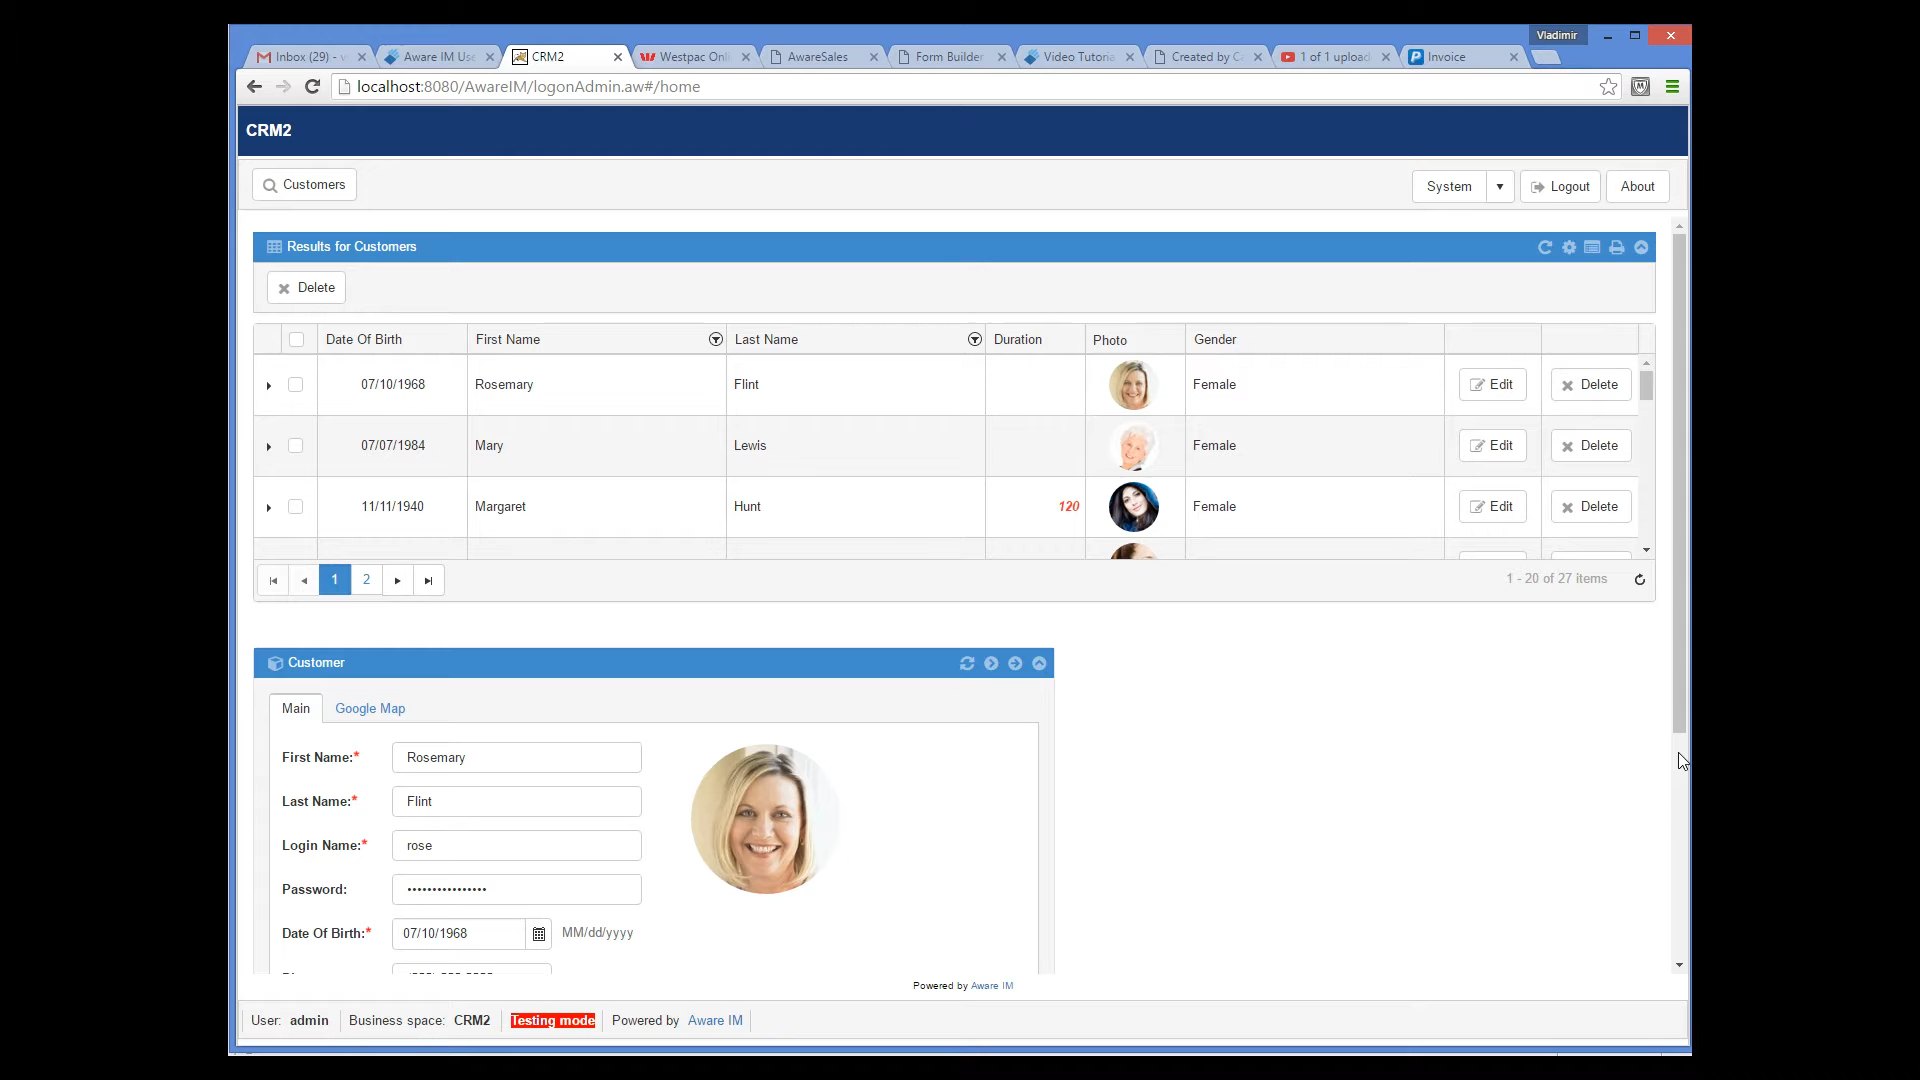 Vladimir
Inbox (29) - v
Aware IM Use
CRM2
Westpac Onli
AwareSales
Form Builder
Video Tutoria
Created by Ca
1 of 1 upload
Invoice
localhost:8080/AwareIM/logonAdmin.aw#/home
CRM2
Customers
System
Logout
About
Results for Customers
Delete
Date Of Birth First Name Last Name Duration Photo Gender
07/10/1968 Rosemary Flint Female Edit Delete
07/07/1984 Mary Lewis Female Edit Delete
11/11/1940 Margaret Hunt 120 Female Edit Delete
1 2
1 - 20 of 27 items
Customer
Main Google Map
First Name:* Rosemary
Last Name:* Flint
Login Name:* rose
Password: ••••••••••••••••
Date Of Birth:* 07/10/1968 MM/dd/yyyy
Powered by Aware IM
User: admin Business space: CRM2 Testing mode Powered by Aware IM